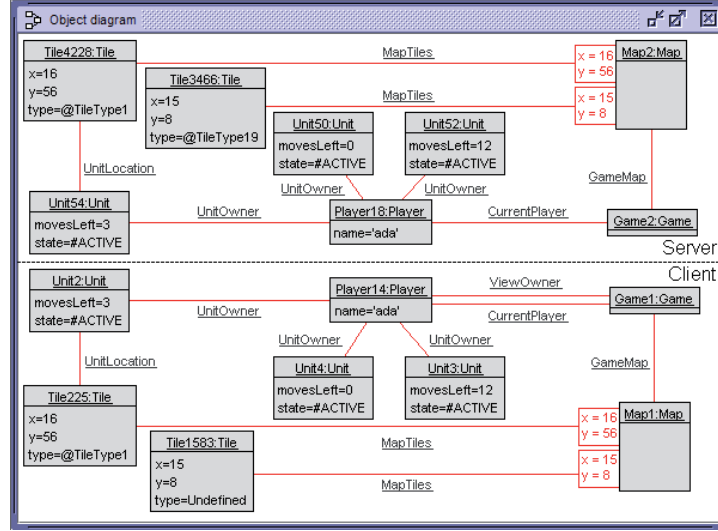 Object diagram
Tile4228:Tile
x=16
y=56
type=@TileType1
MapTiles
x = 16
y = 56
Map2:Map
Tile3466:Tile
x=15
y=8
type=@TileType19
MapTiles
x = 15
y = 8
Unit50:Unit
movesLeft=0
state=#ACTIVE
Unit52:Unit
movesLeft=12
state=#ACTIVE
UnitLocation
GameMap
UnitOwner
UnitOwner
Unit54:Unit
movesLeft=3
state=#ACTIVE
UnitOwner
Player18:Player
name='ada'
CurrentPlayer
Game2:Game
Server
Client
Unit2:Unit
movesLeft=3
state=#ACTIVE
UnitOwner
Player14:Player
name='ada'
ViewOwner
CurrentPlayer
Game1:Game
UnitOwner
UnitOwner
UnitLocation
Unit4:Unit
movesLeft=0
state=#ACTIVE
Unit3:Unit
movesLeft=12
state=#ACTIVE
GameMap
Tile225:Tile
x=16
y=56
type=@TileType1
MapTiles
x = 16
y = 56
Map1:Map
Tile1583:Tile
x=15
y=8
type=Undefined
MapTiles
x = 15
y = 8